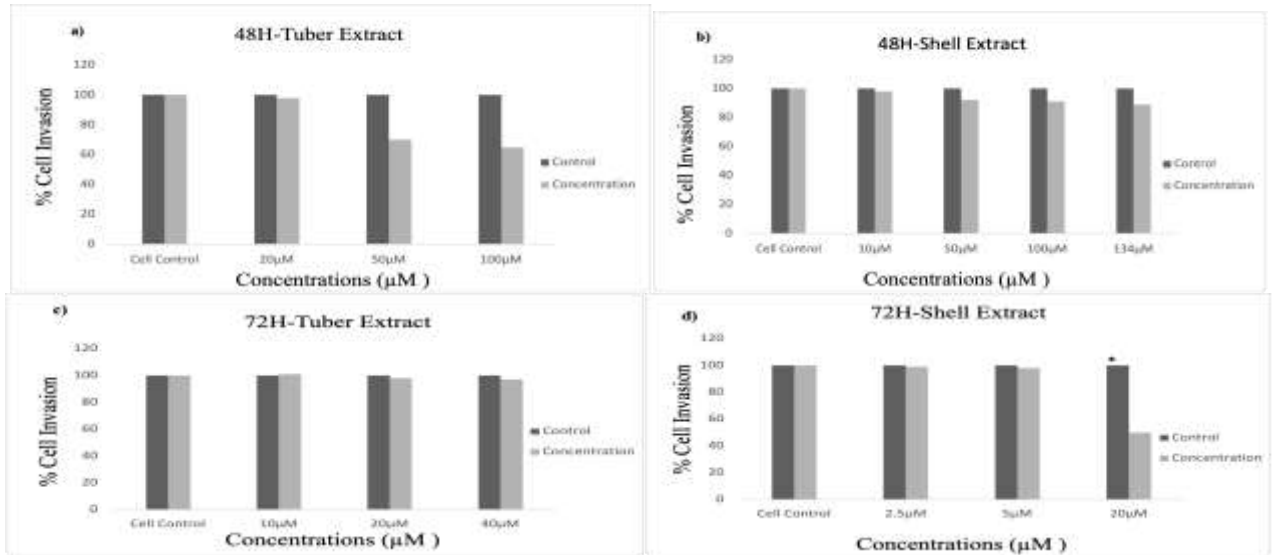 a)
48H-Tuber Extract
120
100
80
60
40
20
0
% Cell Invasion
Cell Control 20µM 50µM 100µM
Concentrations (µM )
Control
Concentration
b)
48H-Shell Extract
120
100
80
60
40
20
0
% Cell Invasion
Cell Control 10µM 50µM 100µM 134µM
Concentrations (µM )
Control
Concentration
c)
72H-Tuber Extract
120
100
80
60
40
20
0
% Cell Invasion
Cell Control 10µM 20µM 40µM
Concentrations (µM )
Control
Concentration
d)
72H-Shell Extract
120
100
80
60
40
20
0
% Cell Invasion
*
Cell Control 2.5µM 5µM 20µM
Concentrations (µM )
Control
Concentration